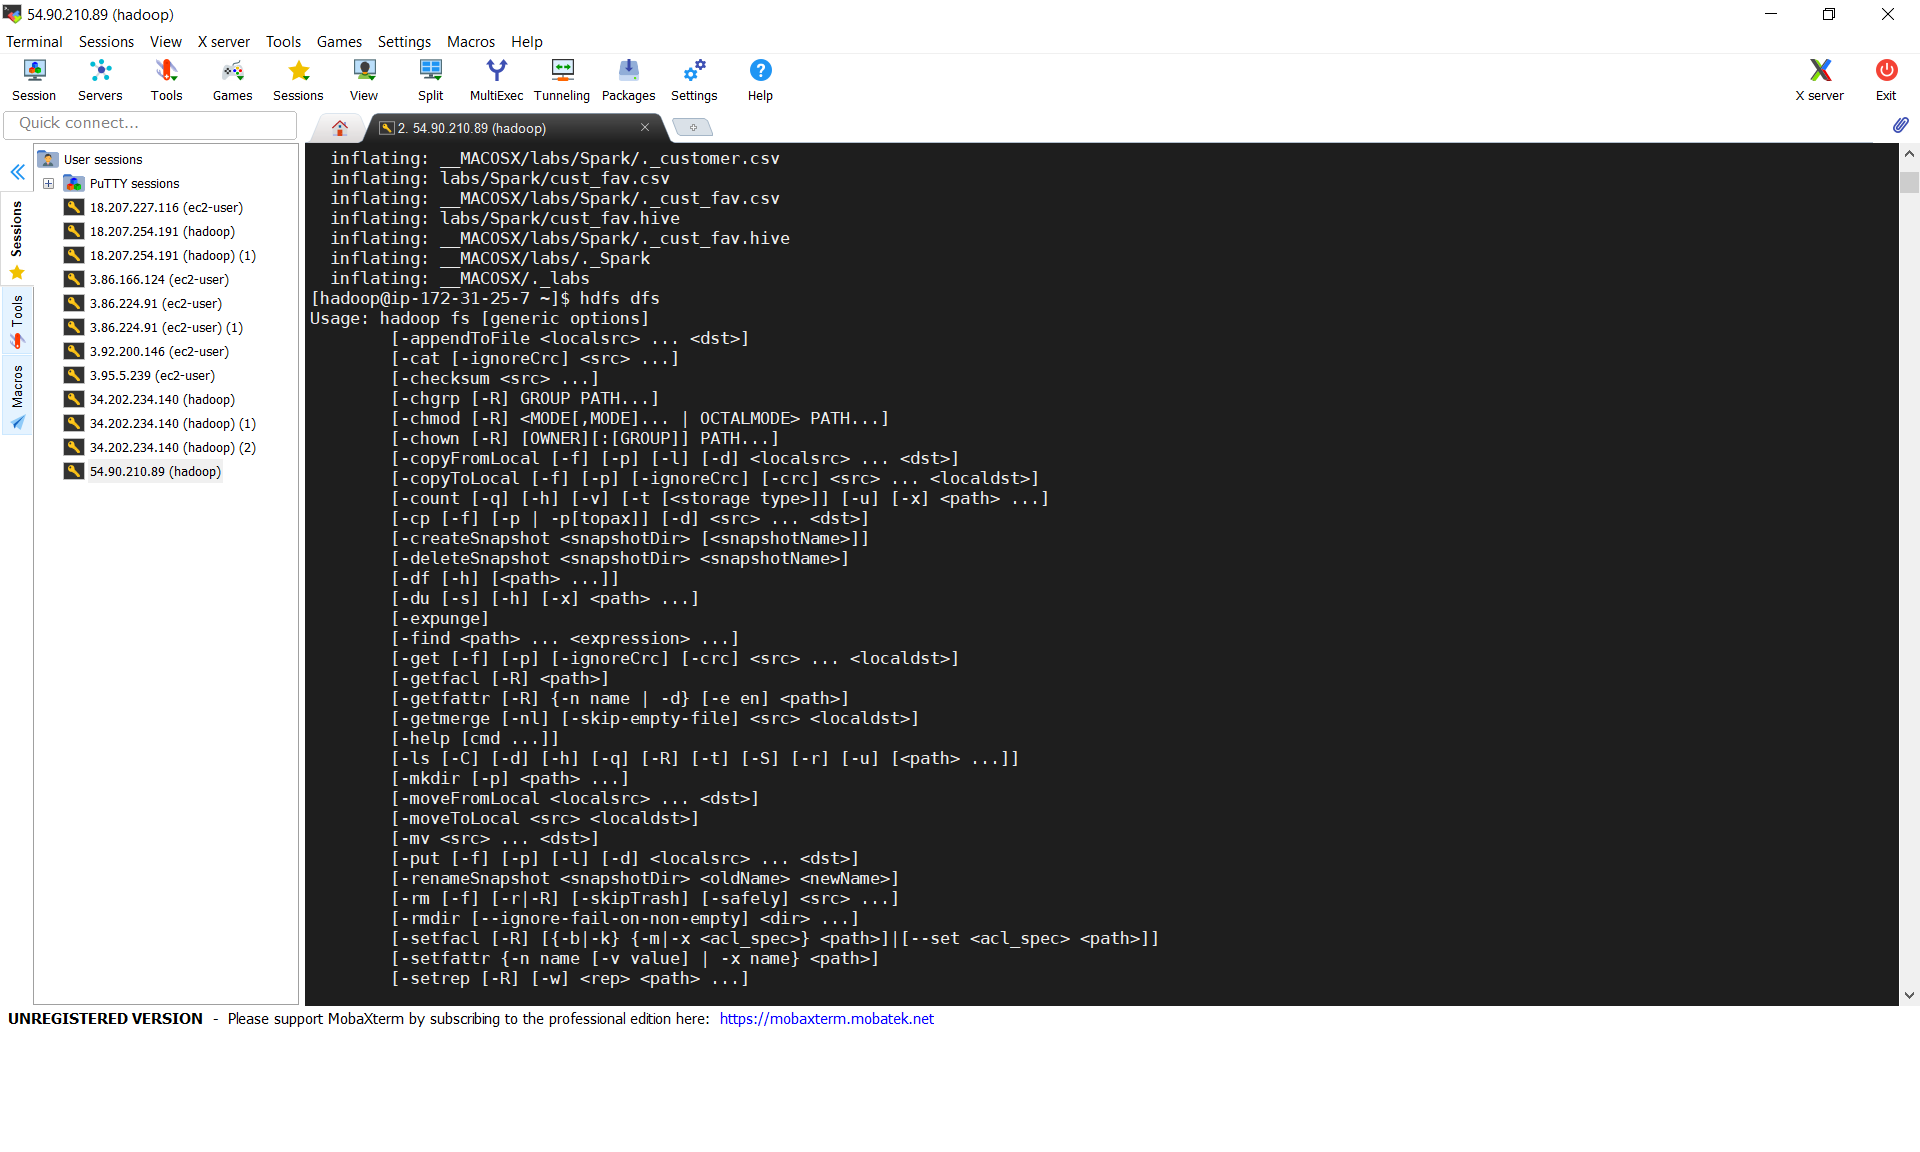 54.90.210.89 (hadoop)
Terminal Sessions View X server Tools Games Settings Macros Help
Session Servers Tools Games Sessions View Split MultiExec Tunneling Packages Settings Help X server Exit
Quick connect...
2. 54.90.210.89 (hadoop)
Sessions
Tools
Macros
User sessions
PuTTY sessions
18.207.227.116 (ec2-user)
18.207.254.191 (hadoop)
18.207.254.191 (hadoop) (1)
3.86.166.124 (ec2-user)
3.86.224.91 (ec2-user)
3.86.224.91 (ec2-user) (1)
3.92.200.146 (ec2-user)
3.95.5.239 (ec2-user)
34.202.234.140 (hadoop)
34.202.234.140 (hadoop) (1)
34.202.234.140 (hadoop) (2)
54.90.210.89 (hadoop)
inflating: __MACOSX/labs/Spark/._customer.csv
inflating: labs/Spark/cust_fav.csv
inflating: __MACOSX/labs/Spark/._cust_fav.csv
inflating: labs/Spark/cust_fav.hive
inflating: __MACOSX/labs/Spark/._cust_fav.hive
inflating: __MACOSX/labs/._Spark
inflating: __MACOSX/._labs
[hadoop@ip-172-31-25-7 ~]$ hdfs dfs
Usage: hadoop fs [generic options]
[-appendToFile <localsrc> ... <dst>]
[-cat [-ignoreCrc] <src> ...]
[-checksum <src> ...]
[-chgrp [-R] GROUP PATH...]
[-chmod [-R] <MODE[,MODE]... | OCTALMODE> PATH...]
[-chown [-R] [OWNER][:[GROUP]] PATH...]
[-copyFromLocal [-f] [-p] [-l] [-d] <localsrc> ... <dst>]
[-copyToLocal [-f] [-p] [-ignoreCrc] [-crc] <src> ... <localdst>]
[-count [-q] [-h] [-v] [-t [<storage type>]] [-u] [-x] <path> ...]
[-cp [-f] [-p | -p[topax]] [-d] <src> ... <dst>]
[-createSnapshot <snapshotDir> [<snapshotName>]]
[-deleteSnapshot <snapshotDir> <snapshotName>]
[-df [-h] [<path> ...]]
[-du [-s] [-h] [-x] <path> ...]
[-expunge]
[-find <path> ... <expression> ...]
[-get [-f] [-p] [-ignoreCrc] [-crc] <src> ... <localdst>]
[-getfacl [-R] <path>]
[-getfattr [-R] {-n name | -d} [-e en] <path>]
[-getmerge [-nl] [-skip-empty-file] <src> <localdst>]
[-help [cmd ...]]
[-ls [-C] [-d] [-h] [-q] [-R] [-t] [-S] [-r] [-u] [<path> ...]]
[-mkdir [-p] <path> ...]
[-moveFromLocal <localsrc> ... <dst>]
[-moveToLocal <src> <localdst>]
[-mv <src> ... <dst>]
[-put [-f] [-p] [-l] [-d] <localsrc> ... <dst>]
[-renameSnapshot <snapshotDir> <oldName> <newName>]
[-rm [-f] [-r|-R] [-skipTrash] [-safely] <src> ...]
[-rmdir [--ignore-fail-on-non-empty] <dir> ...]
[-setfacl [-R] [{-b|-k} {-m|-x <acl_spec>} <path>]|[--set <acl_spec> <path>]]
[-setfattr {-n name [-v value] | -x name} <path>]
[-setrep [-R] [-w] <rep> <path> ...]
UNREGISTERED VERSION - Please support MobaXterm by subscribing to the professional edition here: https://mobaxterm.mobatek.net